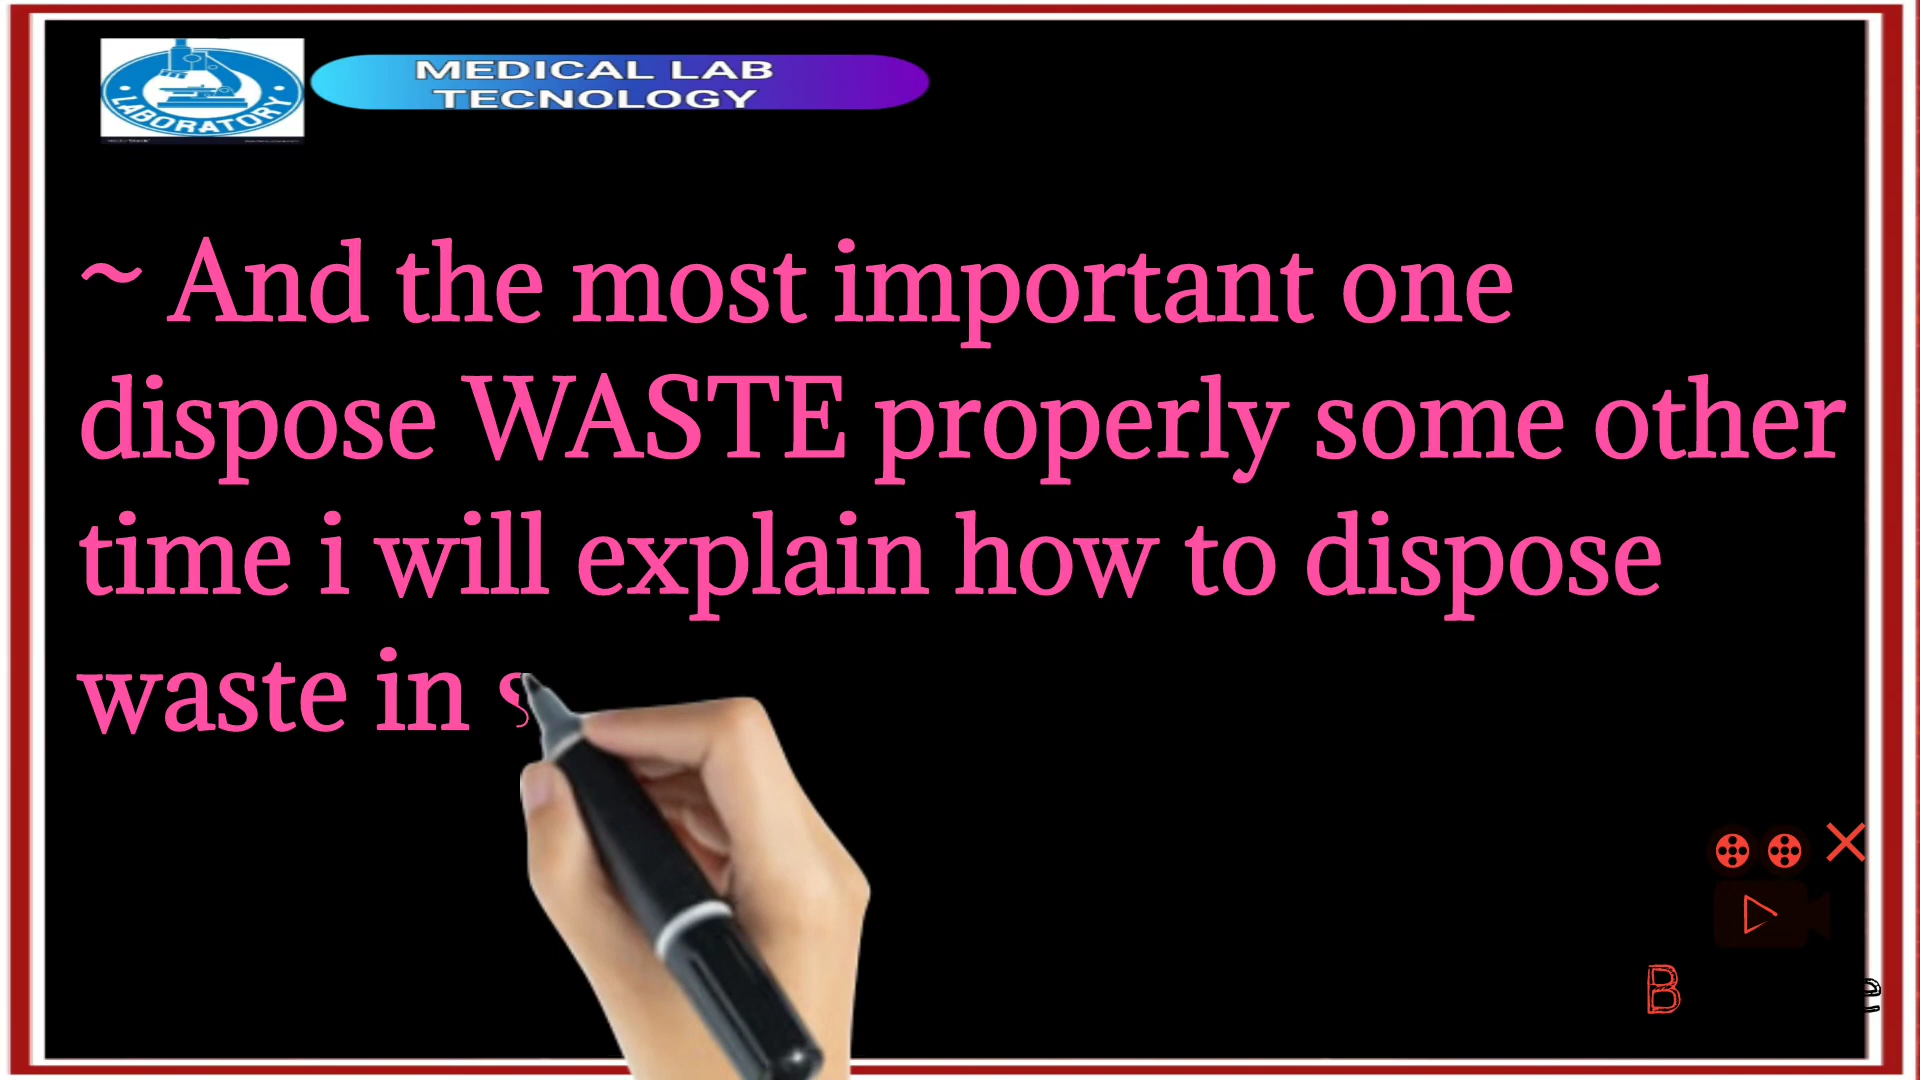 MEDICAL LAB
TECNOLOGY
LABORATORY
~ And the most important one
dispose WASTE properly some other
time i will explain how to dispose
waste in
B
e